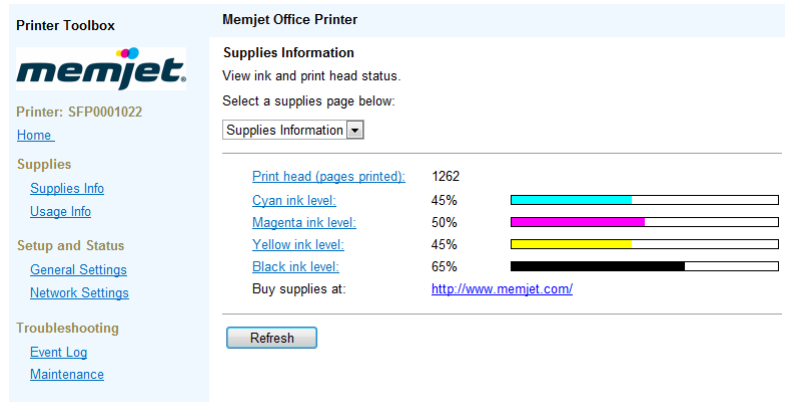 Printer Toolbox
memjet.
Printer: SFP0001022
Home
Supplies
Supplies Info
Usage Info
Setup and Status
General Settings
Network Settings
Troubleshooting
Event Log
Maintenance
Memjet Office Printer
Supplies Information
View ink and print head status.
Select a supplies page below:
Supplies Information
Print head (pages printed): 1262
Cyan ink level: 45%
Magenta ink level: 50%
Yellow ink level: 45%
Black ink level: 65%
Buy supplies at: http://www.memjet.com/
Refresh